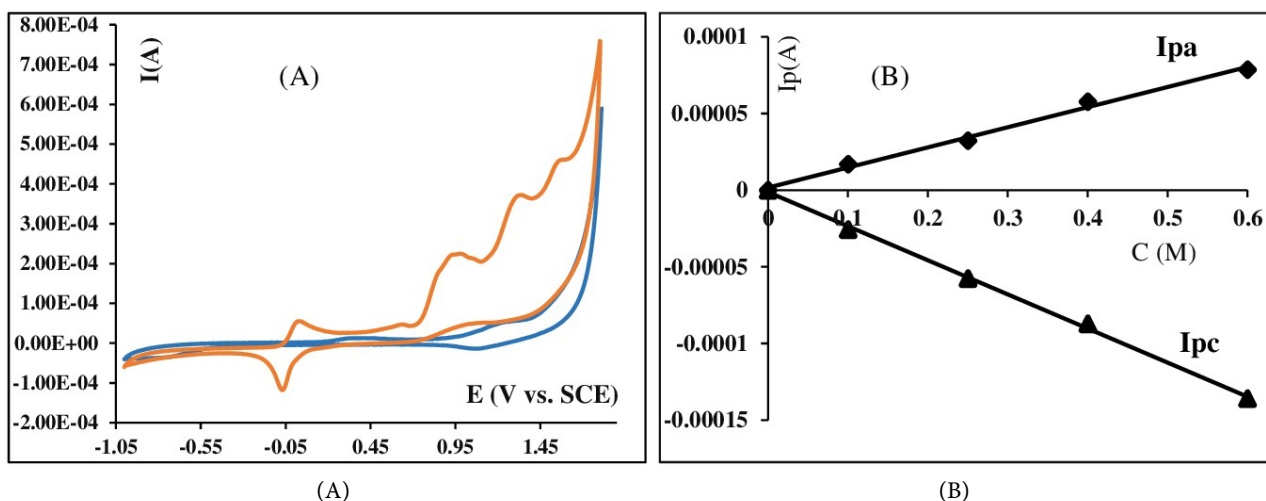 8.00E-04
7.00E-04
6.00E-04
5.00E-04
4.00E-04
3.00E-04
2.00E-04
1.00E-04
0.00E+00
-1.00E-04
-2.00E-04
I(A)
(A)
E (V vs. SCE)
-1.05 -0.55 -0.05 0.45 0.95 1.45
(A)
0.0001
0.00005
0
-0.00005
-0.0001
-0.00015
Ip(A)
(B)
Ipa
0 0.1 0.2 0.3 0.4 0.5 0.6
C (M)
Ipc
(B)